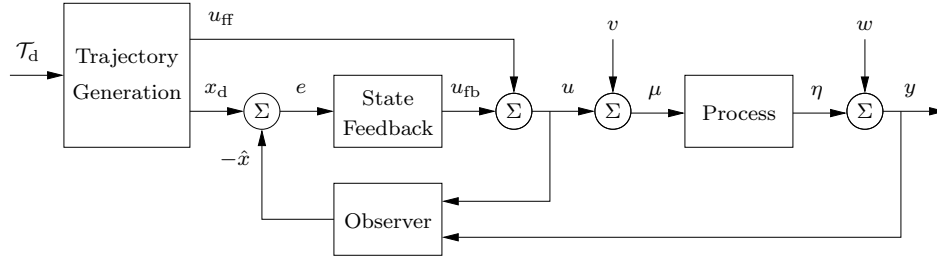 𝒯_d
Trajectory
Generation
u_ff
x_d
Σ
e
State
Feedback
u_fb
Σ
u
v
Σ
μ
Process
η
w
Σ
y
−x̂
Observer